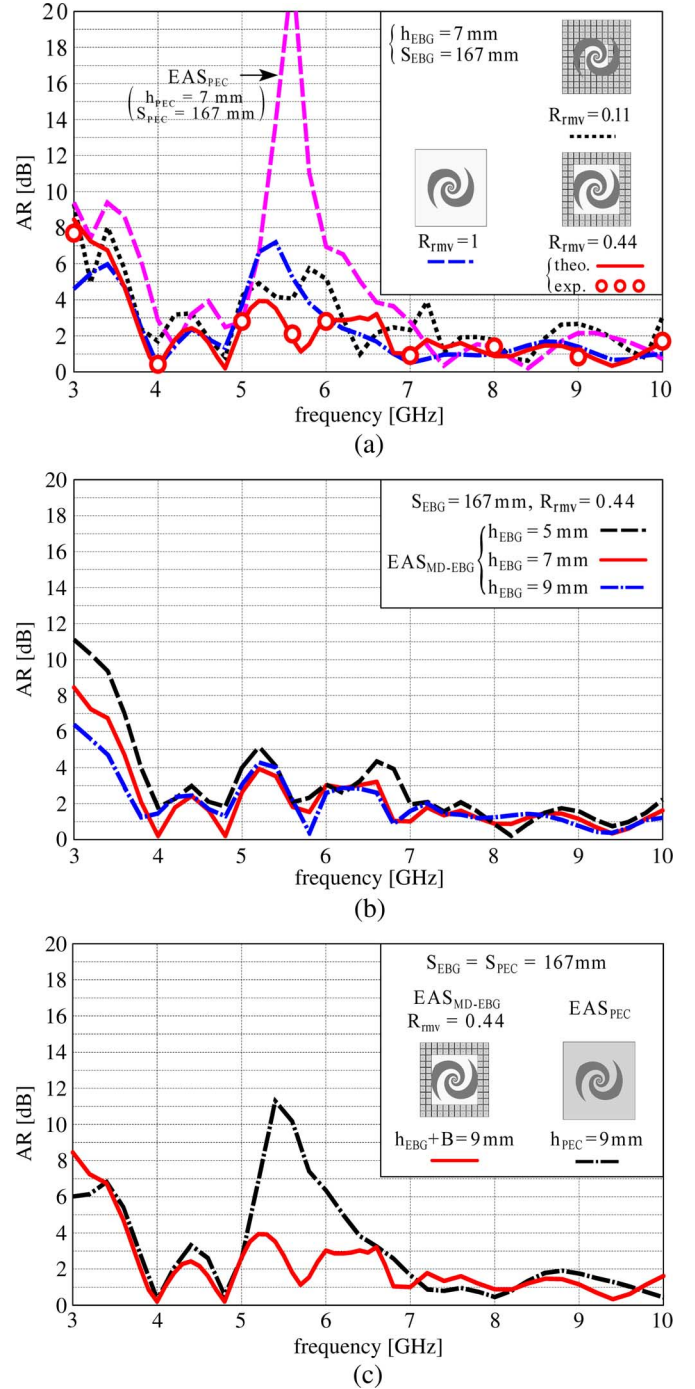 20
18
16
14
12
10
8
6
4
2
0
AR [dB]
EAS_PEC
( h_PEC = 7 mm
S_PEC = 167 mm )
{ h_EBG = 7 mm
S_EBG = 167 mm
R_rmv = 0.11
R_rmv = 1
R_rmv = 0.44
{ theo.
exp.
3 4 5 6 7 8 9 10
frequency [GHz]
(a)
20
18
16
14
12
10
8
6
4
2
0
AR [dB]
S_EBG = 167 mm, R_rmv = 0.44
h_EBG = 5 mm
EAS_MD-EBG { h_EBG = 7 mm
h_EBG = 9 mm
3 4 5 6 7 8 9 10
frequency [GHz]
(b)
20
18
16
14
12
10
8
6
4
2
0
AR [dB]
S_EBG = S_PEC = 167 mm
EAS_MD-EBG
R_rmv = 0.44
EAS_PEC
h_EBG + B = 9 mm
h_PEC = 9 mm
3 4 5 6 7 8 9 10
frequency [GHz]
(c)